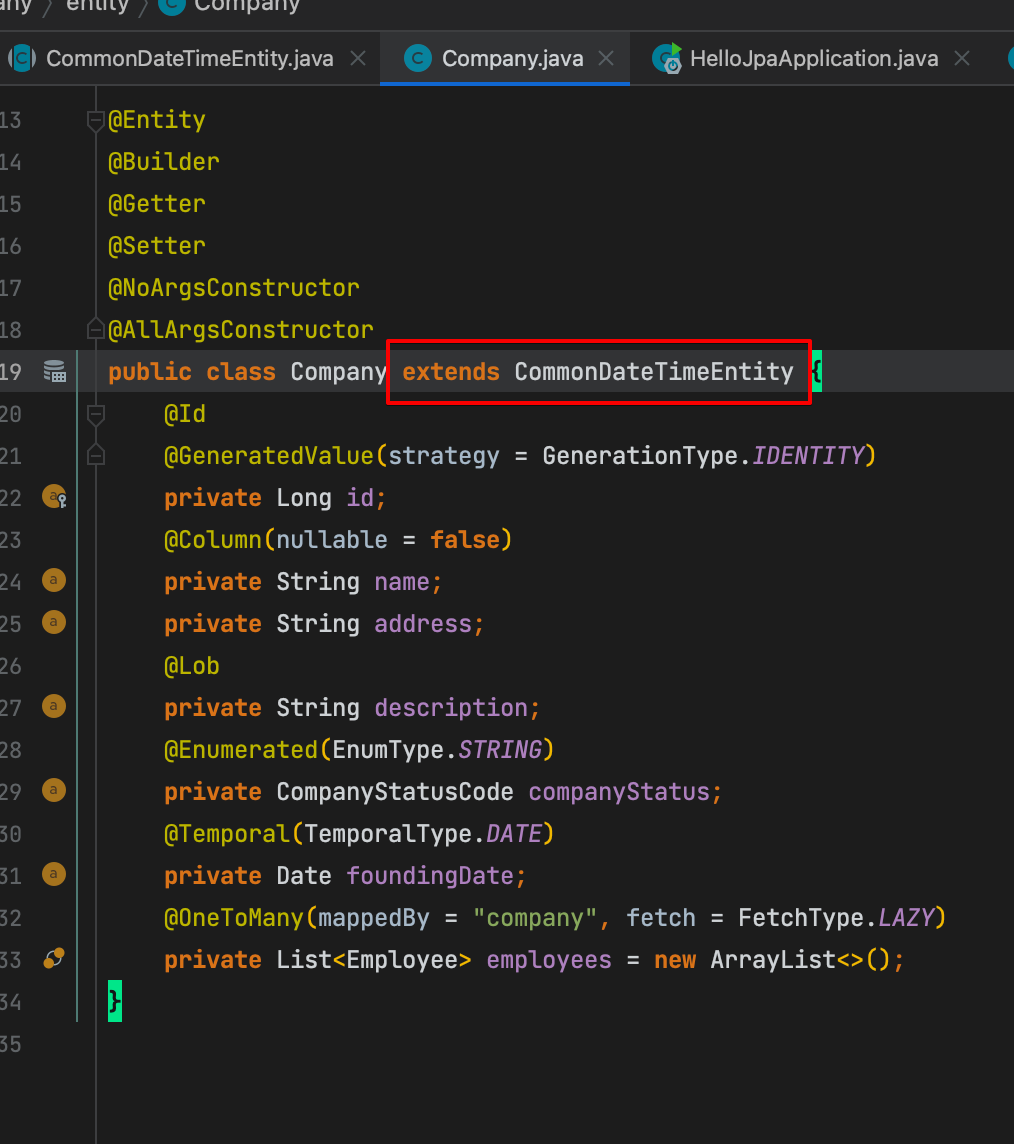 entity Company
CommonDateTimeEntity.java Company.java HelloJpaApplication.java
13 @Entity
14 @Builder
15 @Getter
16 @Setter
17 @NoArgsConstructor
18 @AllArgsConstructor
19 public class Company extends CommonDateTimeEntity {
20 @Id
21 @GeneratedValue(strategy = GenerationType.IDENTITY)
22 private Long id;
23 @Column(nullable = false)
24 private String name;
25 private String address;
26 @Lob
27 private String description;
28 @Enumerated(EnumType.STRING)
29 private CompanyStatusCode companyStatus;
30 @Temporal(TemporalType.DATE)
31 private Date foundingDate;
32 @OneToMany(mappedBy = "company", fetch = FetchType.LAZY)
33 private List<Employee> employees = new ArrayList<>();
34 }
35